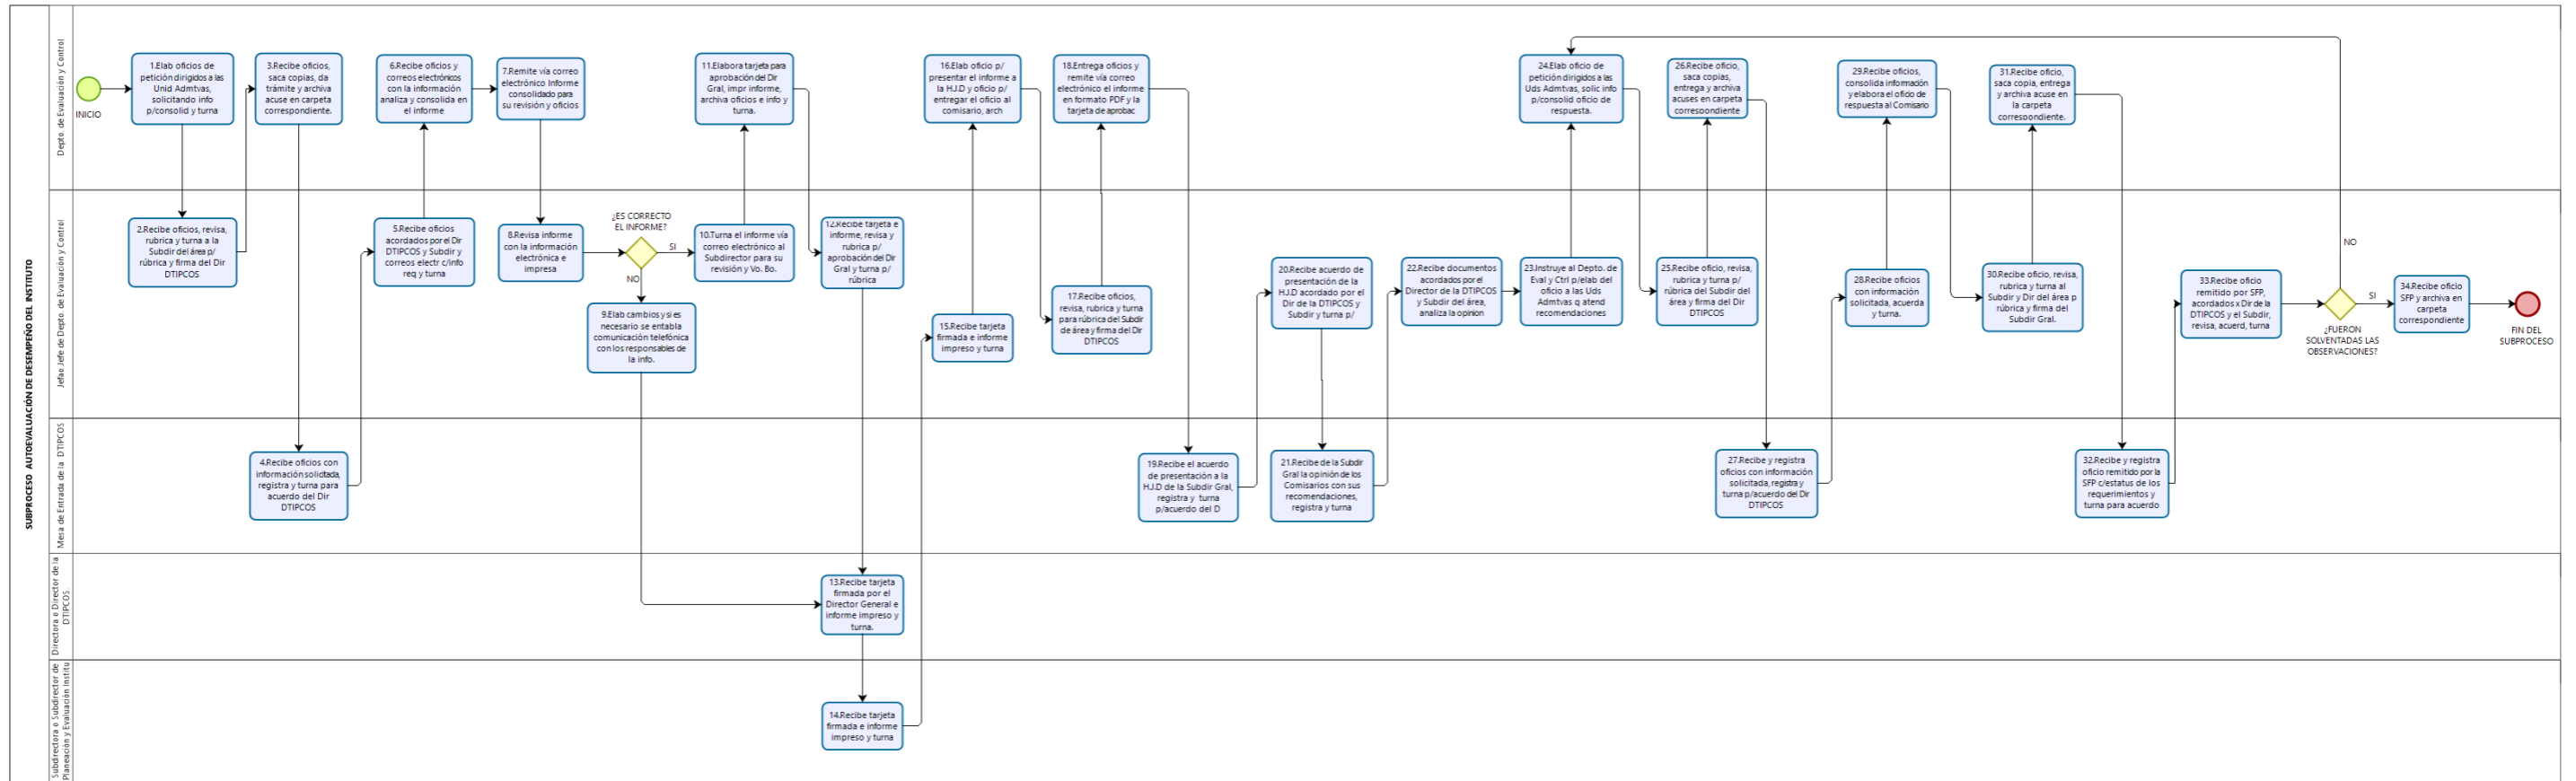 SUBPROCESO AUTOEVALUACIÓN DE DESEMPEÑO DEL INSTITUTO
Depto. de Evaluación y Control
INICIO
1.Elab oficios de
petición dirigidos a las
Unid Admtvas,
solicitando info
p/consolid y turna
3.Recibe oficios,
saca copias, da
trámite y archiva
acuse en carpeta
correspondiente.
6.Recibe oficios y
correos electrónicos
con la información
analiza y consolida en
el informe
7.Remite vía correo
electrónico Informe
consolidado para
su revisión y oficios
11.Elabora tarjeta para
aprobación del Dir
Gral, impr informe,
archiva oficios e info y
turna.
16.Elab oficio p/
presentar el informe a
la H.J.D y oficio p/
entregar el oficio al
comisario, arch
18.Entrega oficios y
remite vía correo
electrónico el informe
en formato PDF y la
tarjeta de aprobac
24.Elab oficio de
petición dirigidos a las
Uds Admtvas, solic info
p/consolid oficio de
respuesta.
26.Recibe oficio,
saca copias,
entrega y archiva
acuses en carpeta
correspondiente
29.Recibe oficios,
consolida información
y elabora el oficio de
respuesta al Comisario
31.Recibe oficio,
saca copia, entrega
y archiva acuse en
la carpeta
correspondiente.
Jefao Jefe de Depto. de Evaluación y Control
2.Recibe oficios, revisa,
rubrica y turna a la
Subdir del área p/
rúbrica y firma del Dir
DTIPCOS
5.Recibe oficios
acordados por el Dir
DTIPCOS y Subdir y
correos electr c/info
req y turna
8.Revisa informe
con la información
electrónica e
impresa
¿ES CORRECTO
EL INFORME?
SI
NO
9.Elab cambios y si es
necesario se entabla
comunicación telefónica
con los responsables de
la info.
10.Turna el informe vía
correo electrónico al
Subdirector para su
revisión y Vo. Bo.
12.Recibe tarjeta e
informe, revisa y
rubrica p/
aprobación del Dir
Gral y turna p/
rúbrica
15.Recibe tarjeta
firmada e informe
impreso y turna
17.Recibe oficios,
revisa, rubrica y turna
para rúbrica del Subdir
de área y firma del Dir
DTIPCOS
20.Recibe acuerdo de
presentación de la
H.J.D acordado por el
Dir de la DTIPCOS y
Subdir y turna p/
22.Recibe documentos
acordados por el
Director de la DTIPCOS
y Subdir del área,
analiza la opinion
23.Instruye al Depto. de
Eval y Ctrl p/elab del
oficio a las Uds
Admtvas q atend
recomendaciones
25.Recibe oficio, revisa,
rubrica y turna p/
rúbrica del Subdir del
área y firma del Dir
DTIPCOS
28.Recibe oficios
con información
solicitada, acuerda
y turna.
30.Recibe oficio, revisa,
rubrica y turna al
Subdir y Dir del área p
rúbrica y firma del
Subdir Gral.
33.Recibe oficio
remitido por SFP,
acordados x Dir de la
DTIPCOS y el Subdir,
revisa, acuerd, turna
NO
SI
¿FUERON
SOLVENTADAS LAS
OBSERVACIONES?
34.Recibe oficio
SFP y archiva en
carpeta
correspondiente
FIN DEL
SUBPROCESO
Mesa de Entrada de la DTIPCOS
4.Recibe oficios con
información solicitada,
registra y turna para
acuerdo del Dir
DTIPCOS
19.Recibe el acuerdo
de presentación a la
H.J.D de la Subdir Gral,
registra y turna
p/acuerdo del D
21.Recibe de la Subdir
Gral la opinión de los
Comisarios con sus
recomendaciones,
registra y turna
27.Recibe y registra
oficios con información
solicitada, registra y
turna p/acuerdo del Dir
DTIPCOS
32.Recibe y registra
oficio remitido por la
SFP c/estatus de los
requerimientos y
turna para acuerdo
Directora o Director de la
DTIPCOS.
13.Recibe tarjeta
firmada por el
Director General e
informe impreso y
turna.
Subdirectora o Subdirector de
Planeación y Evaluación Institu
14.Recibe tarjeta
firmada e informe
impreso y turna